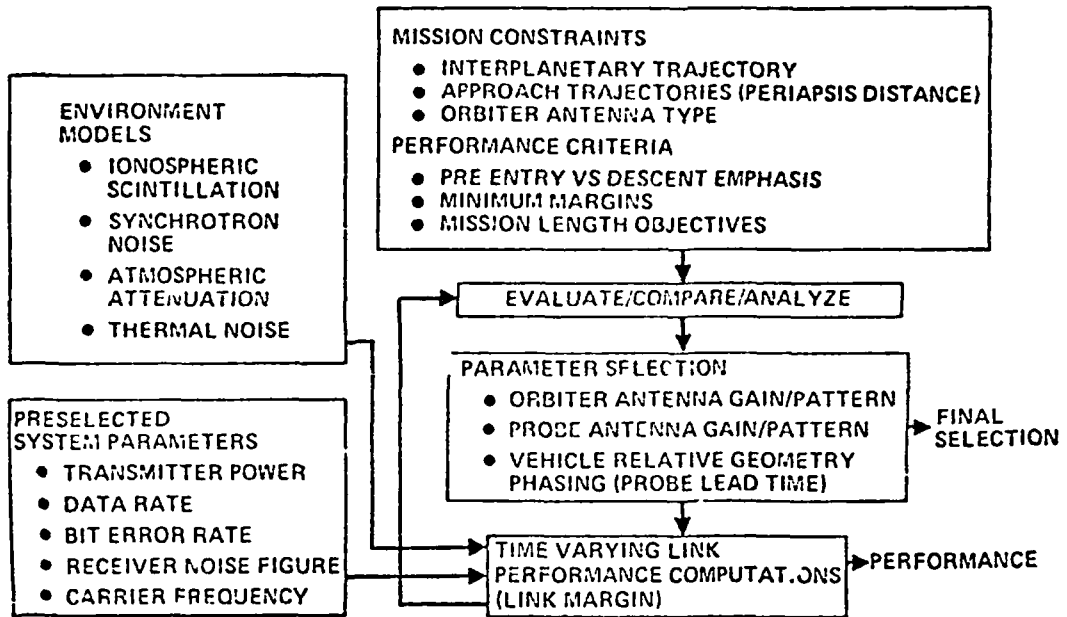 MISSION CONSTRAINTS
● INTERPLANETARY TRAJECTORY
● APPROACH TRAJECTORIES (PERIAPSIS DISTANCE)
● ORBITER ANTENNA TYPE
PERFORMANCE CRITERIA
● PRE ENTRY VS DESCENT EMPHASIS
● MINIMUM MARGINS
● MISSION LENGTH OBJECTIVES
ENVIRONMENT
MODELS
● IONOSPHERIC
SCINTILLATION
● SYNCHROTRON
NOISE
● ATMOSPHERIC
ATTENUATION
● THERMAL NOISE
EVALUATE/COMPARE/ANALYZE
PARAMETER SELECTION
● ORBITER ANTENNA GAIN/PATTERN
● PROBE ANTENNA GAIN/PATTERN
● VEHICLE RELATIVE GEOMETRY
PHASING (PROBE LEAD TIME)
FINAL
SELECTION
PRESELECTED
SYSTEM PARAMETERS
● TRANSMITTER POWER
● DATA RATE
● BIT ERROR RATE
● RECEIVER NOISE FIGURE
● CARRIER FREQUENCY
TIME VARYING LINK
PERFORMANCE COMPUTATIONS
(LINK MARGIN)
PERFORMANCE